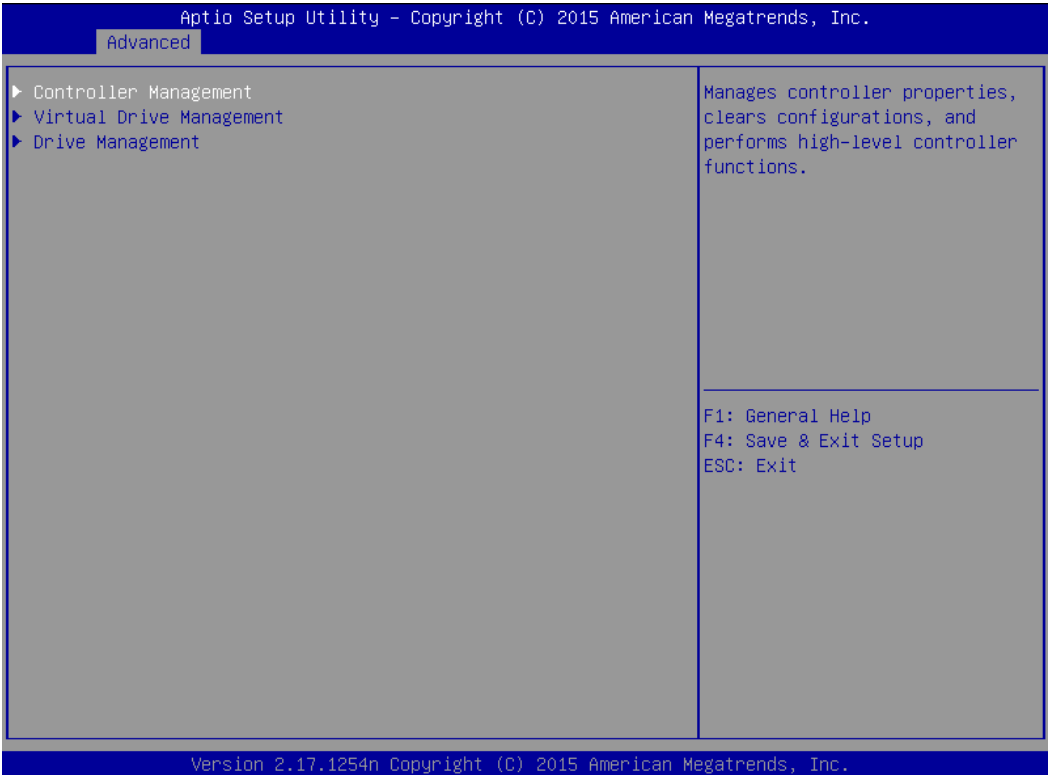 Aptio Setup Utility – Copyright (C) 2015 American Megatrends, Inc.
Advanced
Controller Management
Virtual Drive Management
Drive Management
Manages controller properties,
clears configurations, and
performs high-level controller
functions.
F1: General Help
F4: Save & Exit Setup
ESC: Exit
Version 2.17.1254n Copyright (C) 2015 American Megatrends, Inc.